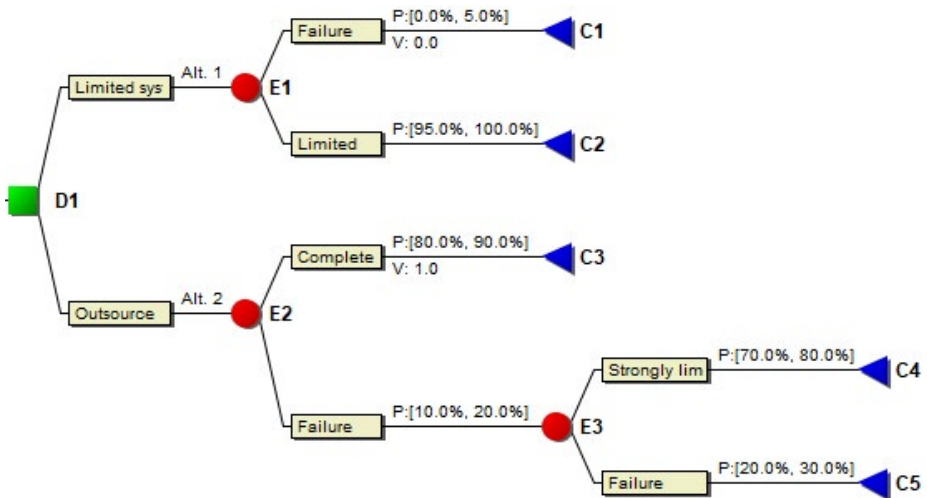 Failure
P:[0.0%, 5.0%]
V: 0.0
C1
Limited sys
Alt. 1
E1
Limited
P:[95.0%, 100.0%]
C2
D1
Complete
P:[80.0%, 90.0%]
V: 1.0
C3
Outsource
Alt. 2
E2
Strongly lim
P:[70.0%, 80.0%]
C4
Failure
P:[10.0%, 20.0%]
E3
Failure
P:[20.0%, 30.0%]
C5